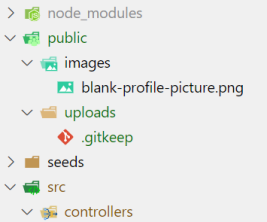 node_modules
public
images
blank-profile-picture.png
uploads
.gitkeep
seeds
src
controllers